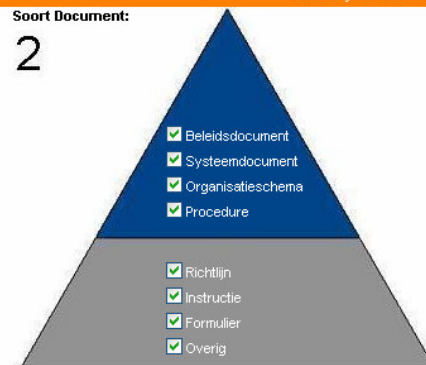 Soort Document:
2
Beleidsdocument
Systeemdocument
Organisatieschema
Procedure
Richtlijn
Instructie
Formulier
Overig